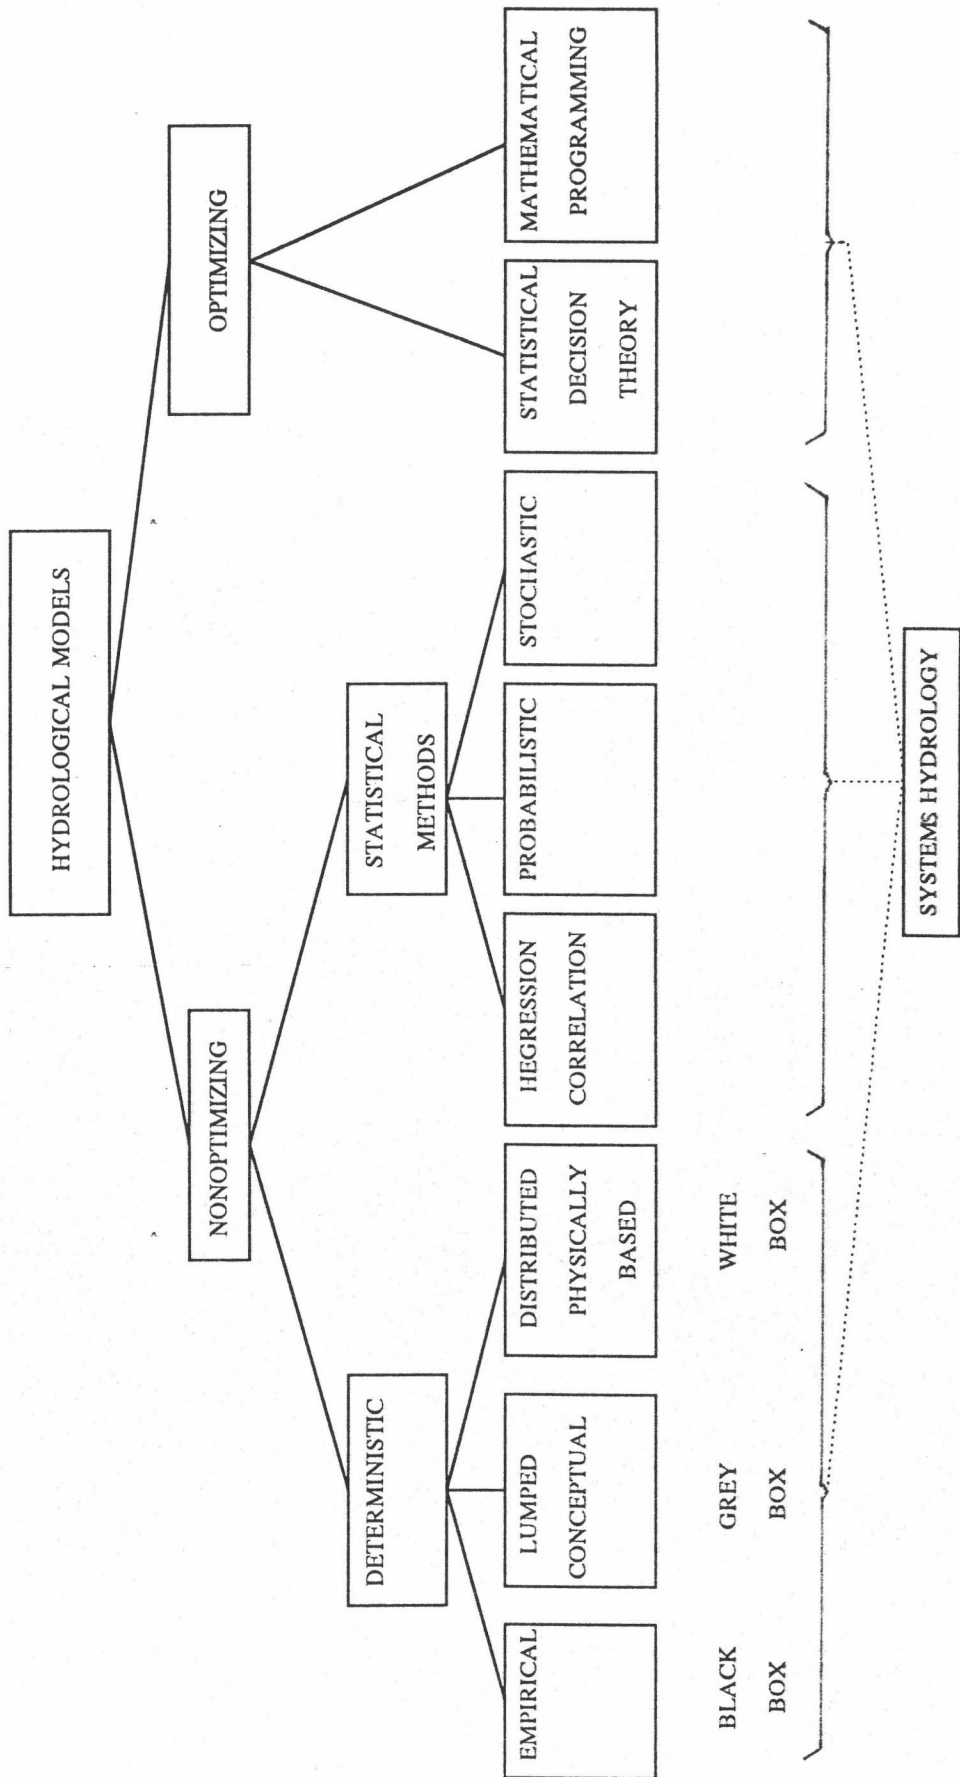 HYDROLOGICAL MODELS
NONOPTIMIZING
OPTIMIZING
DETERMINISTIC
STATISTICAL
METHODS
EMPIRICAL
LUMPED
CONCEPTUAL
DISTRIBUTED
PHYSICALLY
BASED
HEGRESSION
CORRELATION
PROBABILISTIC
STOCHASTIC
STATISTICAL
DECISION
THEORY
MATHEMATICAL
PROGRAMMING
BLACK
BOX
GREY
BOX
WHITE
BOX
SYSTEMS HYDROLOGY